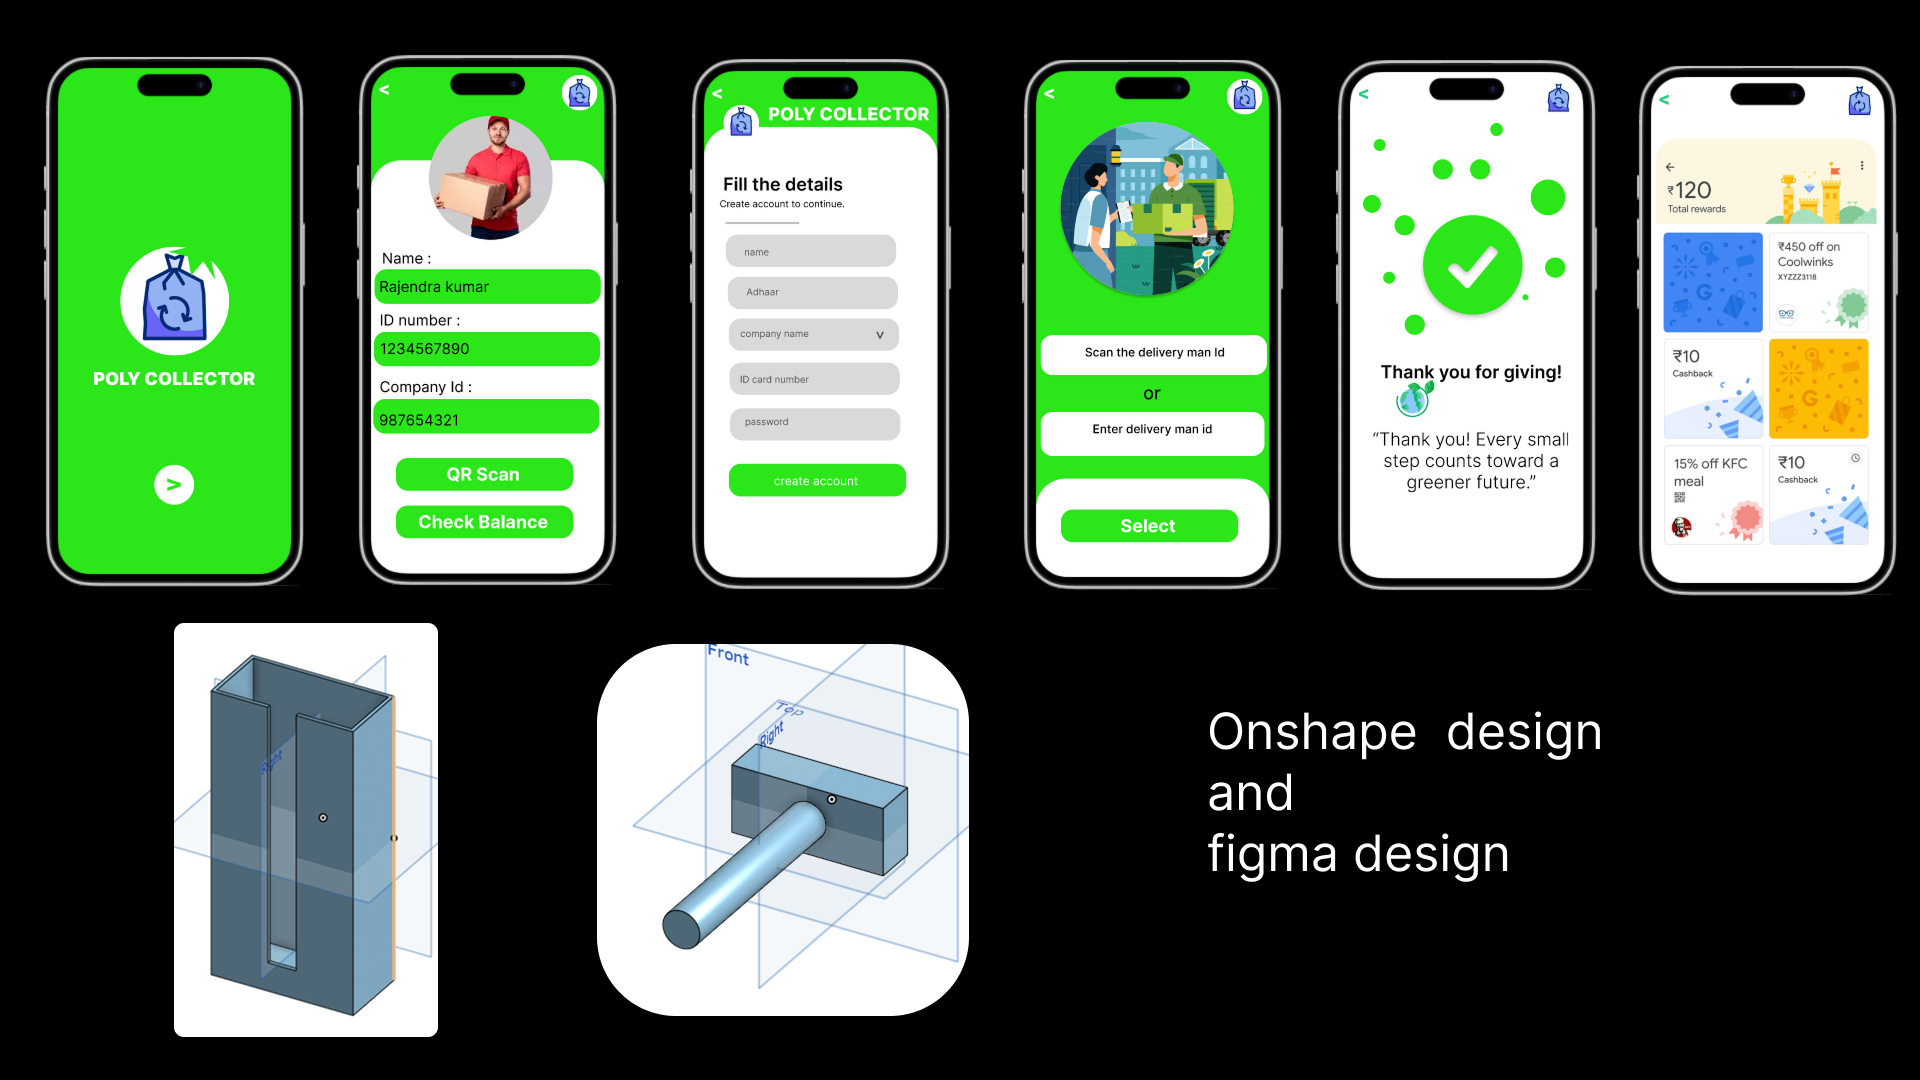 POLY COLLECTOR
>
<
Name :
Rajendra kumar
ID number :
1234567890
Company Id :
987654321
QR Scan
Check Balance
<
POLY COLLECTOR
Fill the details
Create account to continue.
name
Adhaar
company name
ID card number
password
create account
<
Scan the delivery man Id
or
Enter delivery man id
Select
<
Thank you for giving!
“Thank you! Every small
step counts toward a
greener future.”
<
₹120
Total rewards
₹450 off on
Coolwinks
XYZZZ3118
₹10
Cashback
15% off KFC
meal
₹10
Cashback
Right
Front
Top
Right
Onshape design
and
figma design